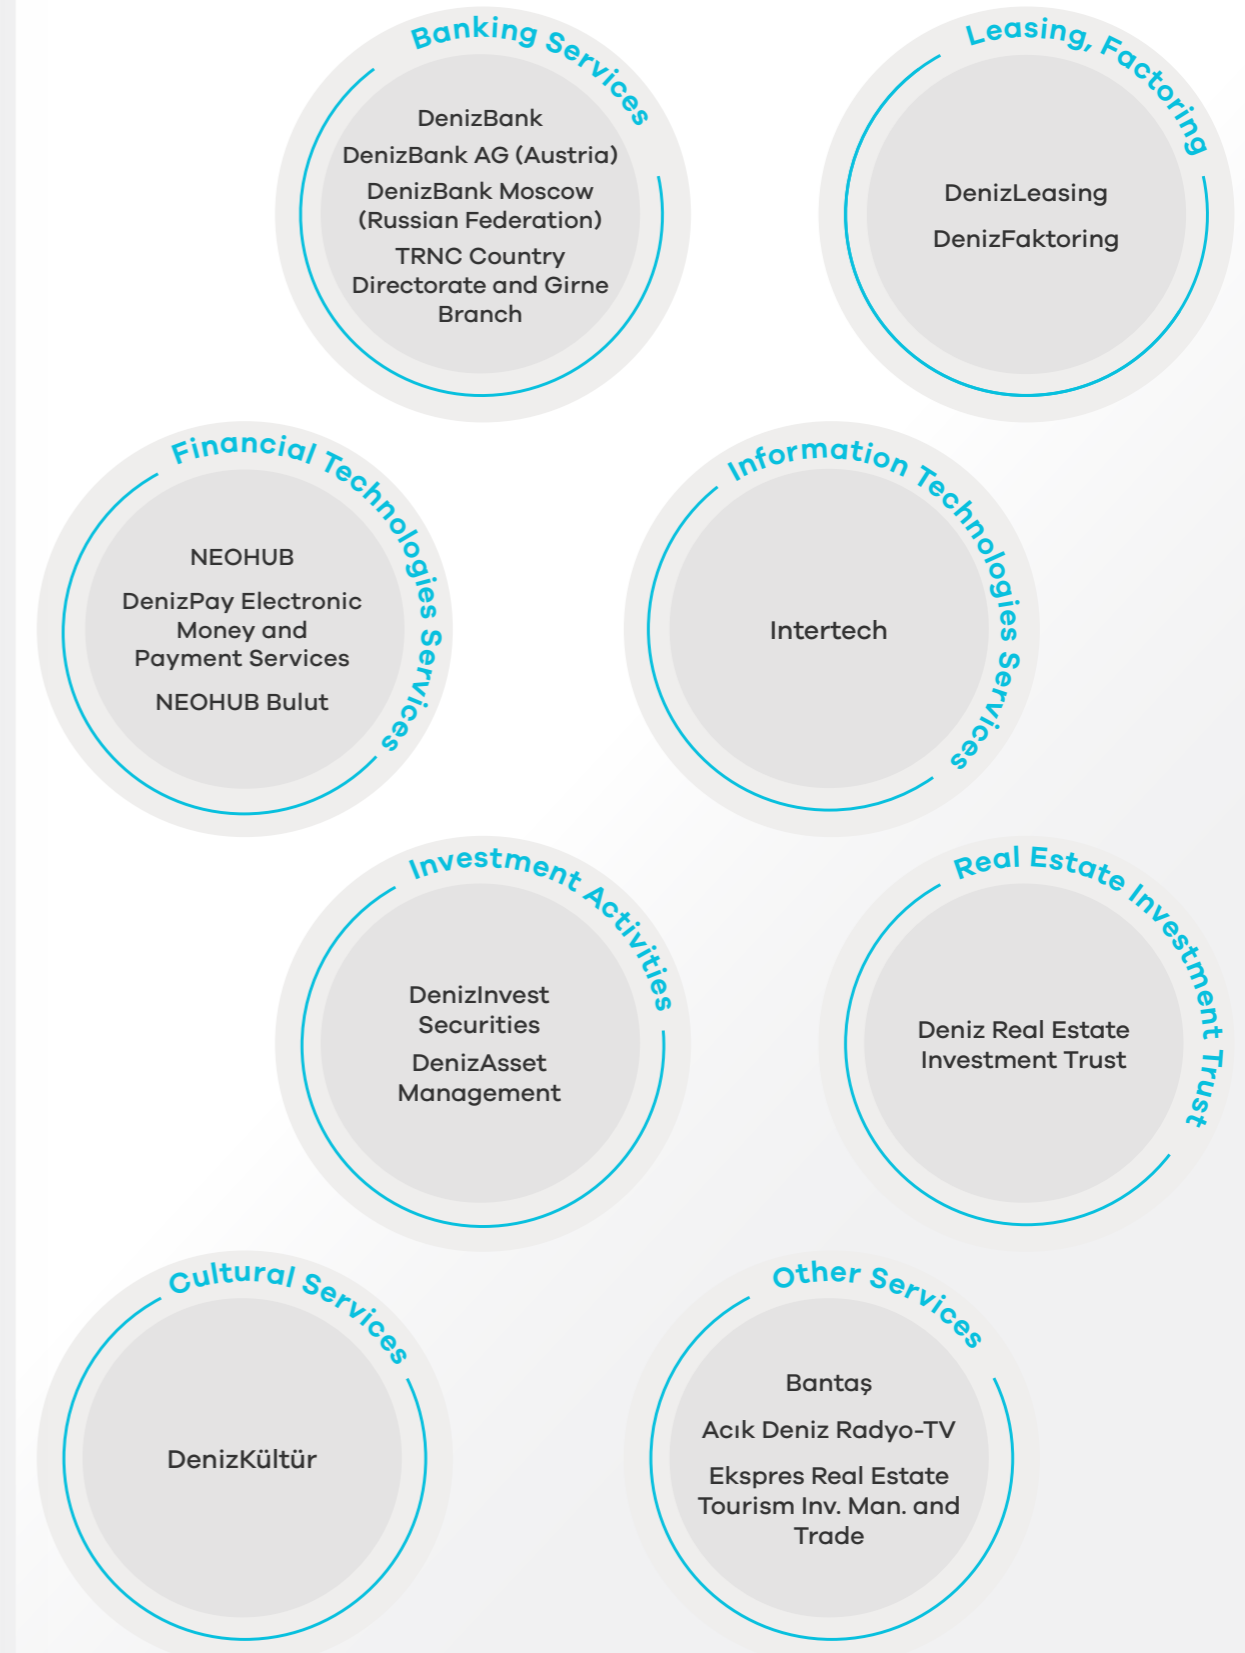 Banking Services
DenizBank
DenizBank AG (Austria)
DenizBank Moscow
(Russian Federation)
TRNC Country
Directorate and Girne
Branch
Leasing, Factoring
DenizLeasing
DenizFaktoring
Financial Technologies Services
NEOHUB
DenizPay Electronic
Money and
Payment Services
NEOHUB Bulut
Information Technologies Services
Intertech
Investment Activities
DenizInvest
Securities
DenizAsset
Management
Real Estate Investment Trust
Deniz Real Estate
Investment Trust
Cultural Services
DenizKültür
Other Services
Bantaş
Acık Deniz Radyo-TV
Ekspres Real Estate
Tourism Inv. Man. and
Trade